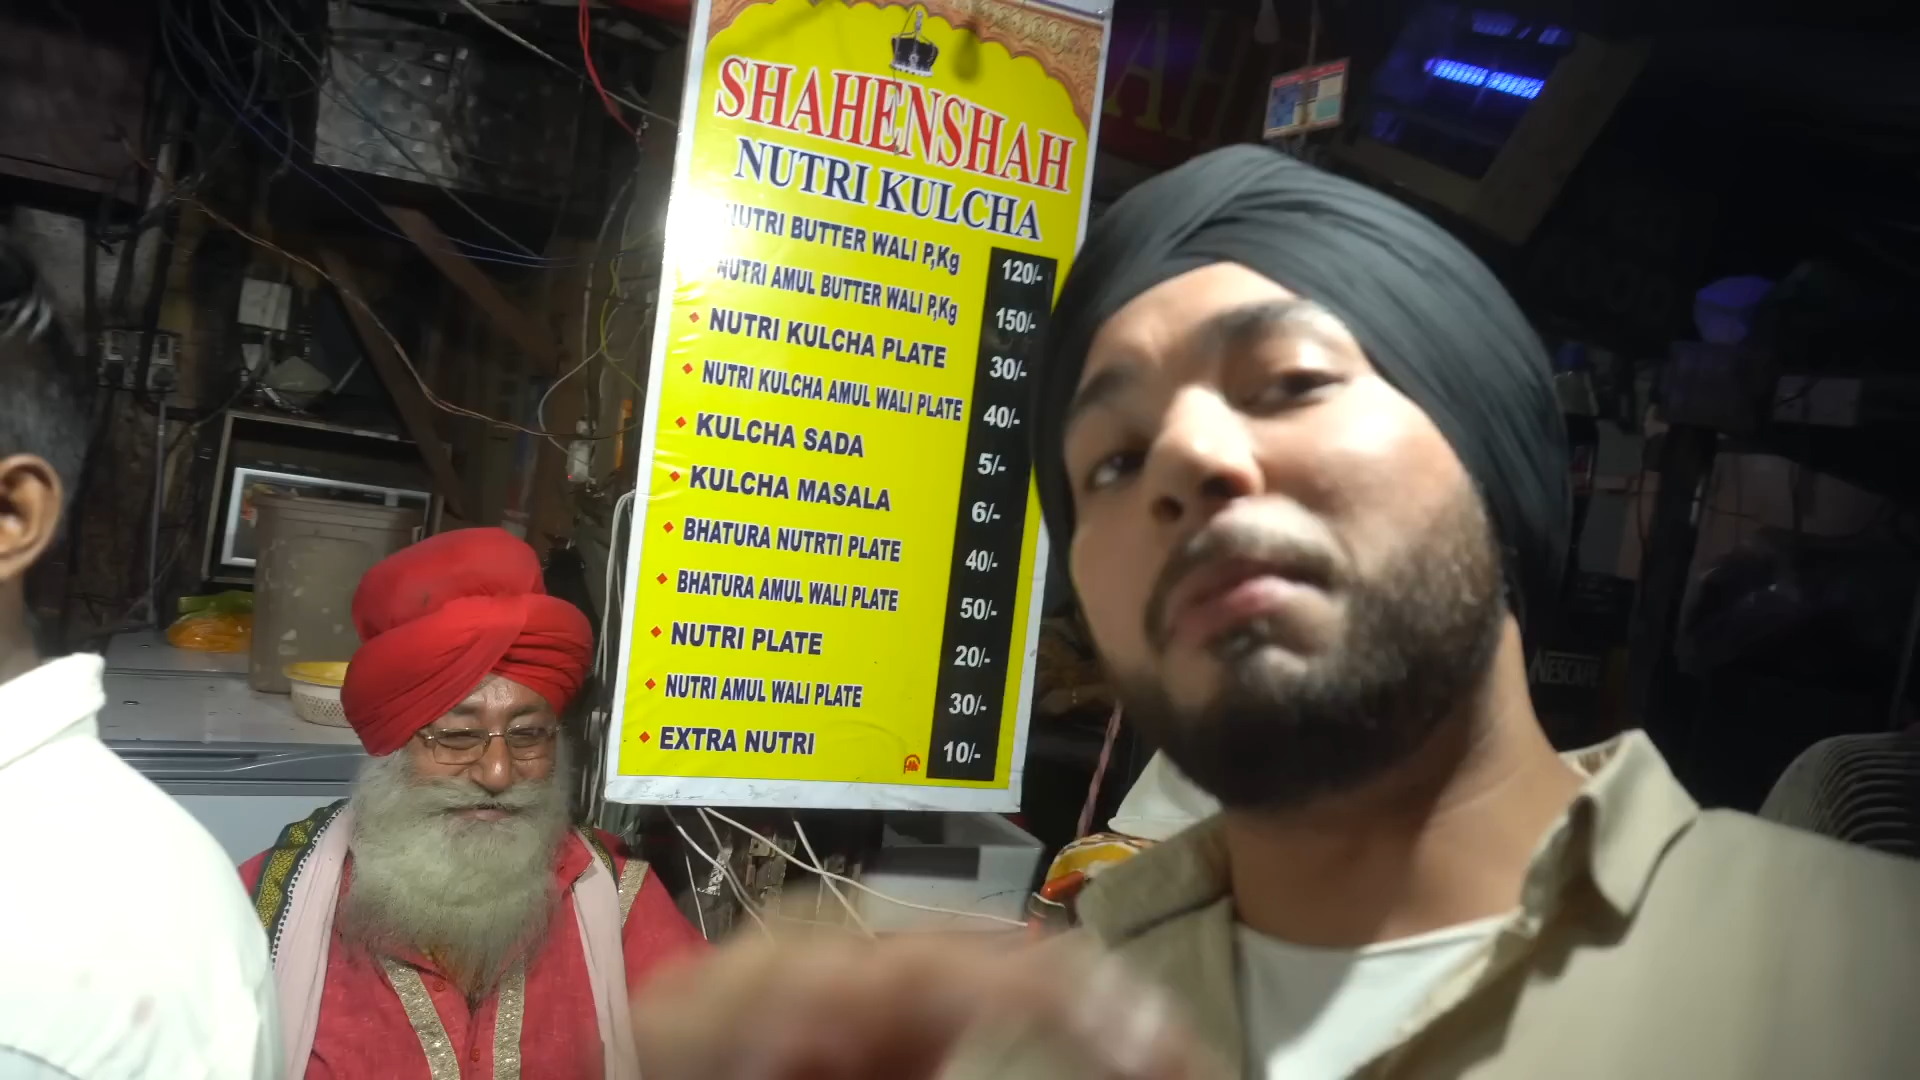 SHAHENSHAH
NUTRI KULCHA
NUTRI BUTTER WALI P,Kg 120/-
NUTRI AMUL BUTTER WALI P,Kg 150/-
NUTRI KULCHA PLATE 30/-
NUTRI KULCHA AMUL WALI PLATE 40/-
KULCHA SADA 5/-
KULCHA MASALA 6/-
BHATURA NUTRTI PLATE 40/-
BHATURA AMUL WALI PLATE 50/-
NUTRI PLATE 20/-
NUTRI AMUL WALI PLATE 30/-
EXTRA NUTRI 10/-
AH
NESCAFE